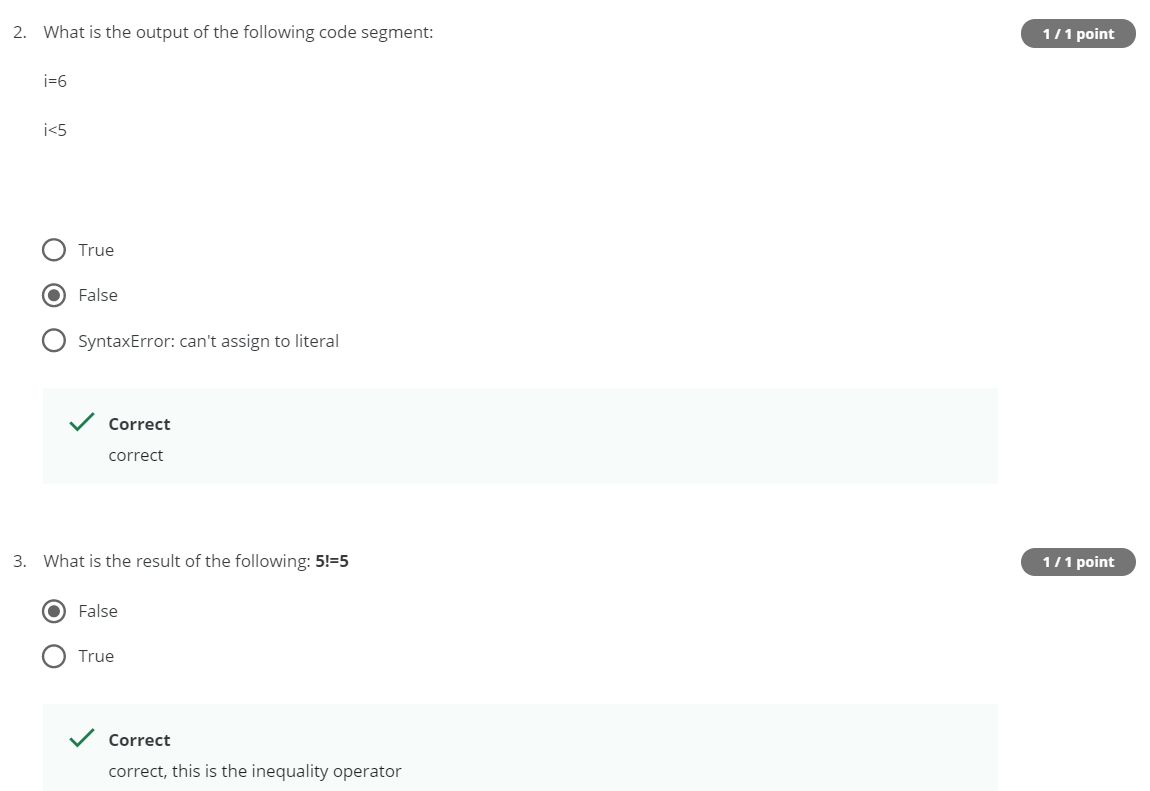 2. What is the output of the following code segment:
1 / 1 point
i=6
i<5
True
False
SyntaxError: can't assign to literal
Correct
correct
3. What is the result of the following: 5!=5
1 / 1 point
False
True
Correct
correct, this is the inequality operator